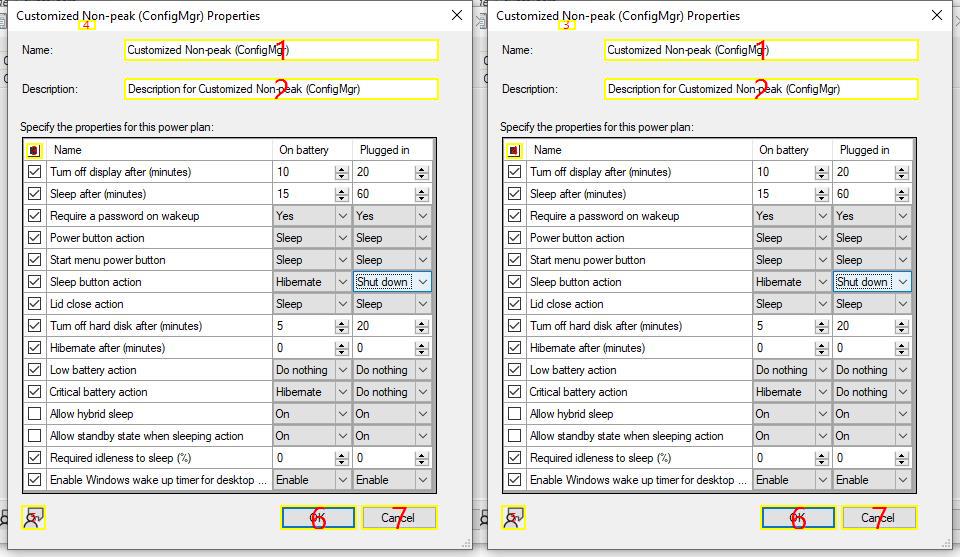 Customized Non-peak (ConfigMgr) Properties
4
Name:
Customized Non-peak (ConfigMgr)
1
Description:
Description for Customized Non-peak (ConfigMgr)
2
Specify the properties for this power plan:
Name On battery Plugged in
Turn off display after (minutes) 10 20
Sleep after (minutes) 15 60
Require a password on wakeup Yes Yes
Power button action Sleep Sleep
Start menu power button Sleep Sleep
Sleep button action Hibernate Shut down
Lid close action Sleep Sleep
Turn off hard disk after (minutes) 5 20
Hibernate after (minutes) 0 0
Low battery action Do nothing Do nothing
Critical battery action Hibernate Do nothing
Allow hybrid sleep On On
Allow standby state when sleeping action On On
Required idleness to sleep (%) 0 0
Enable Windows wake up timer for desktop ... Enable Enable
OK Cancel
6 7
Customized Non-peak (ConfigMgr) Properties
3
Name:
Customized Non-peak (ConfigMgr)
1
Description:
Description for Customized Non-peak (ConfigMgr)
2
Specify the properties for this power plan:
Name On battery Plugged in
Turn off display after (minutes) 10 20
Sleep after (minutes) 15 60
Require a password on wakeup Yes Yes
Power button action Sleep Sleep
Start menu power button Sleep Sleep
Sleep button action Hibernate Shut down
Lid close action Sleep Sleep
Turn off hard disk after (minutes) 5 20
Hibernate after (minutes) 0 0
Low battery action Do nothing Do nothing
Critical battery action Hibernate Do nothing
Allow hybrid sleep On On
Allow standby state when sleeping action On On
Required idleness to sleep (%) 0 0
Enable Windows wake up timer for desktop ... Enable Enable
OK Cancel
6 7